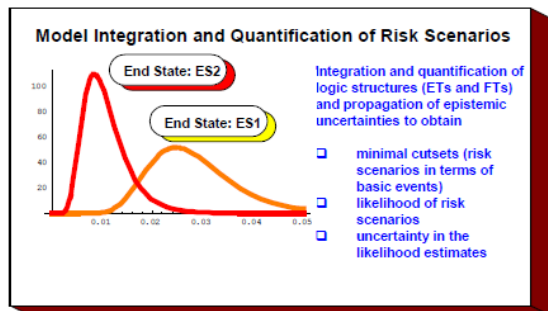 Model Integration and Quantification of Risk Scenarios
End State: ES2
End State: ES1
100
80
60
40
20
0.01
0.02
0.03
0.04
0.05
Integration and quantification of
logic structures (ETs and FTs)
and propagation of epistemic
uncertainties to obtain
❑ minimal cutsets (risk
scenarios in terms of
basic events)
❑ likelihood of risk
scenarios
❑ uncertainty in the
likelihood estimates